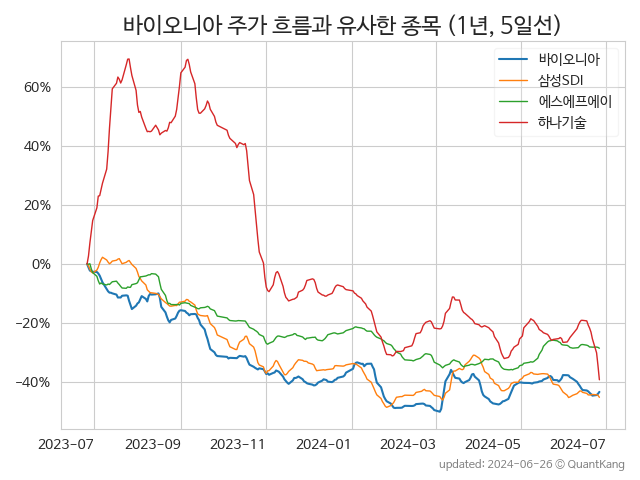 바이오니아 주가 흐름과 유사한 종목 (1년, 5일선)
바이오니아
삼성SDI
에스에프에이
하나기술
60%
40%
20%
0%
−20%
−40%
2023-07 2023-09 2023-11 2024-01 2024-03 2024-05 2024-07
updated: 2024-06-26 © QuantKang